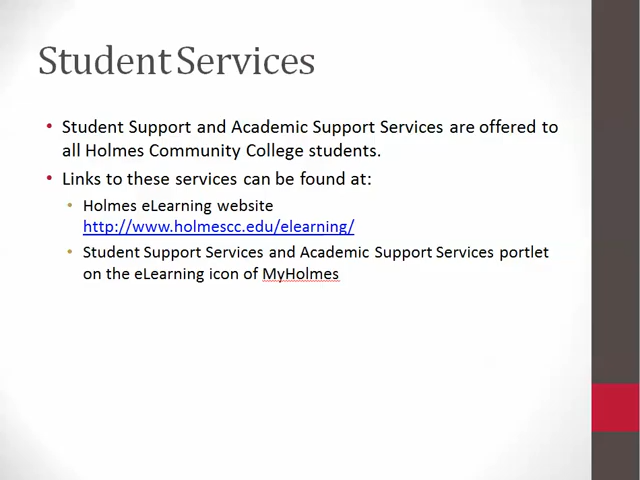 Student Services
• Student Support and Academic Support Services are offered to
all Holmes Community College students.
• Links to these services can be found at:
• Holmes eLearning website
http://www.holmescc.edu/elearning/
• Student Support Services and Academic Support Services portlet
on the eLearning icon of MyHolmes